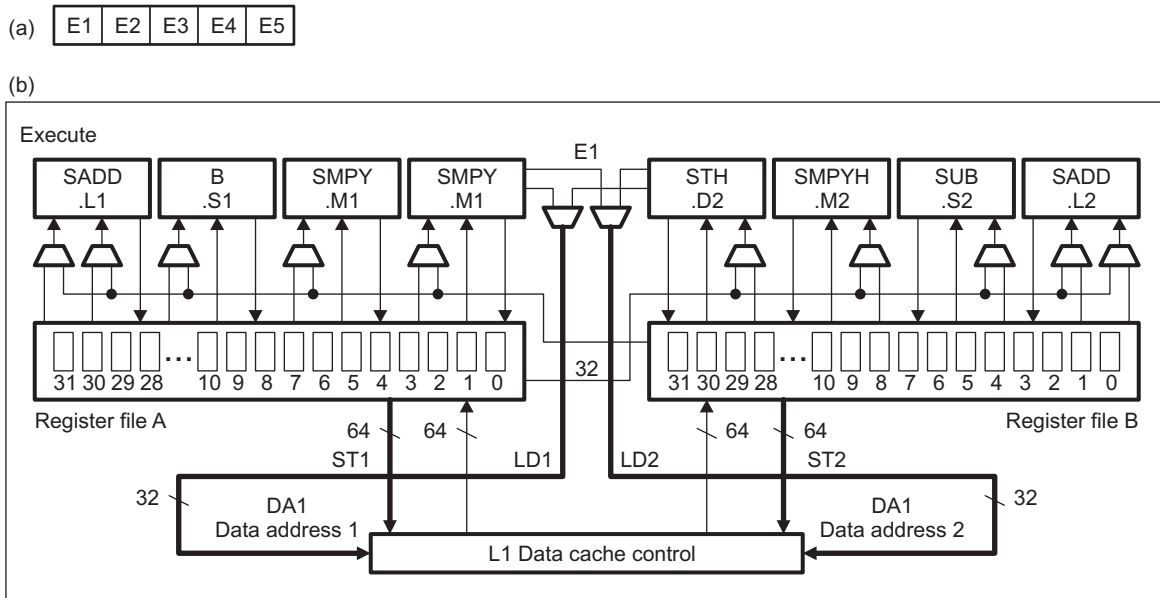 (a) E1 E2 E3 E4 E5
(b)
Execute
E1
SADD .L1
B .S1
SMPY .M1
SMPY .M1
STH .D2
SMPYH .M2
SUB .S2
SADD .L2
31 30 29 28 ... 10 9 8 7 6 5 4 3 2 1 0
32
31 30 29 28 ... 10 9 8 7 6 5 4 3 2 1 0
Register file A
Register file B
64 64 64 64
ST1 LD1 LD2 ST2
32 32
DA1
Data address 1
DA1
Data address 2
L1 Data cache control